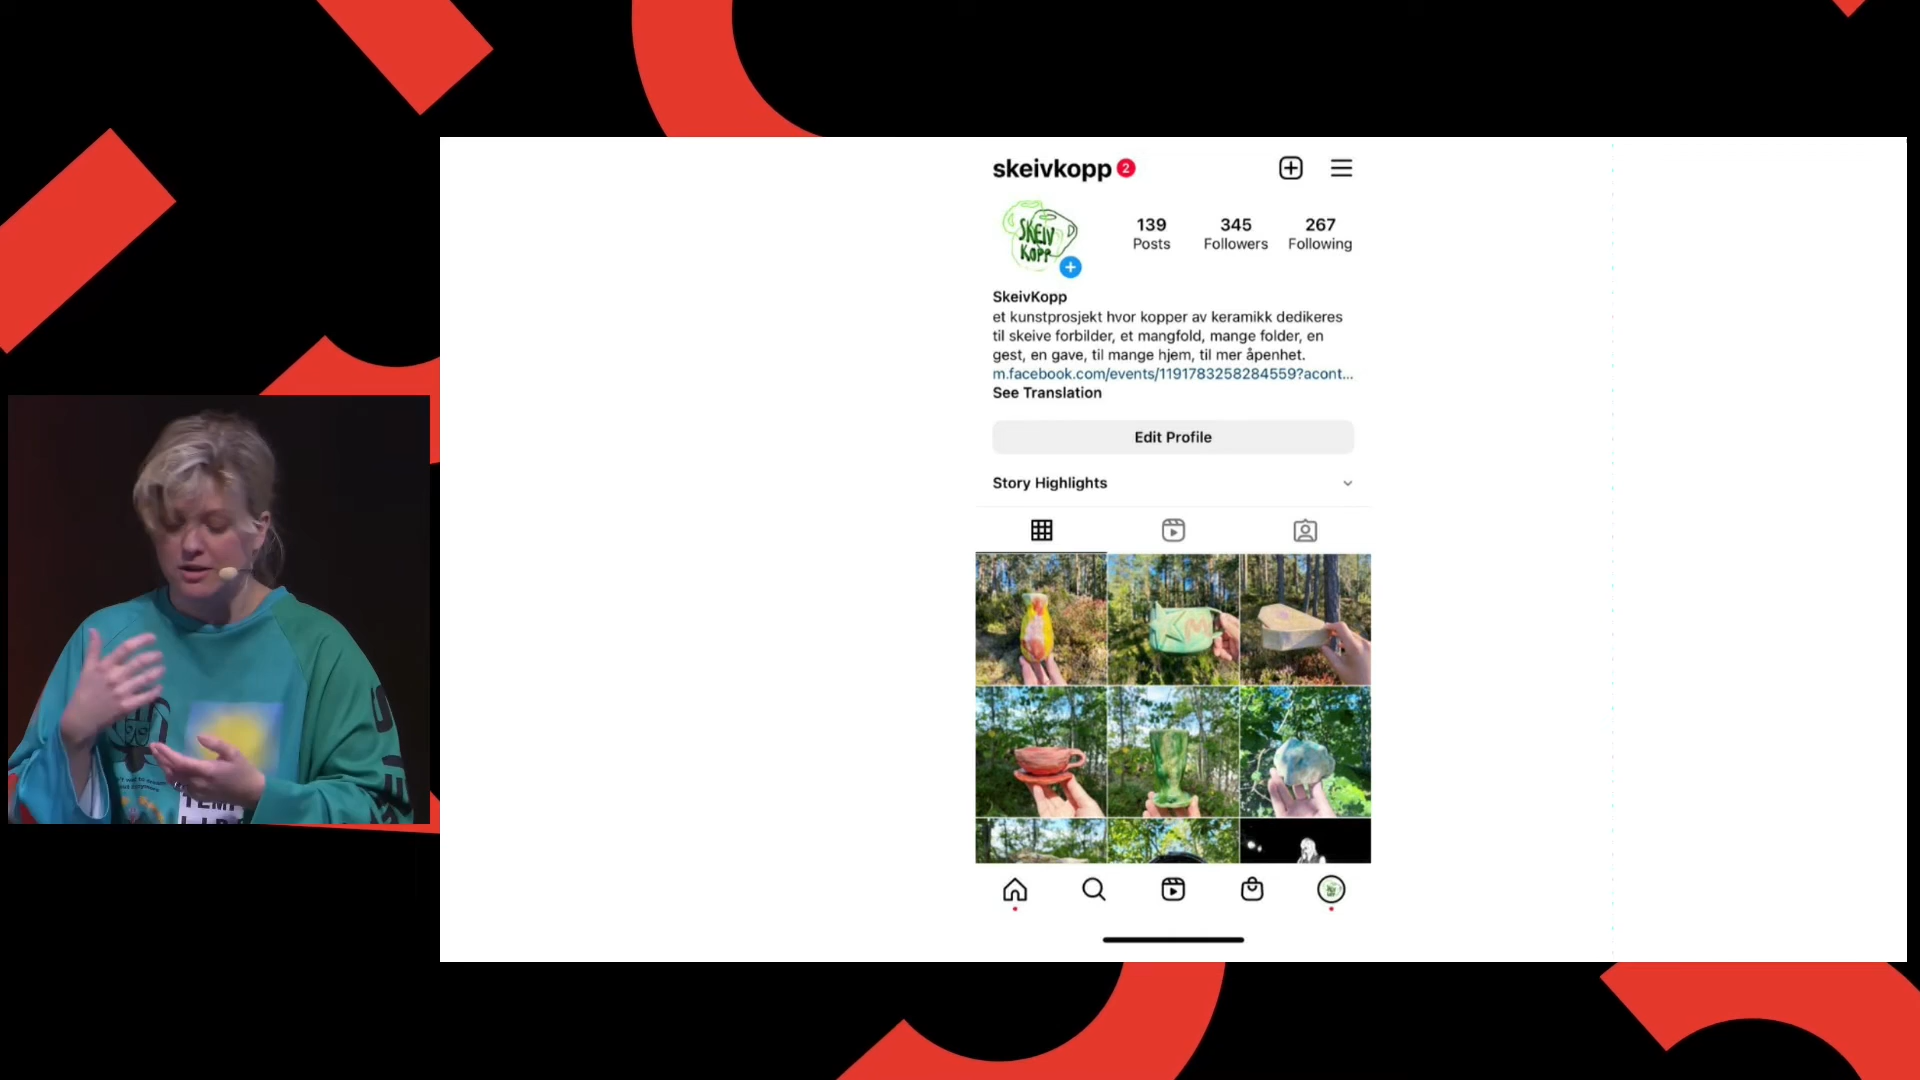 skeivkopp 2
SKEIV
KOPP
139
Posts
345
Followers
267
Following
SkeivKopp
et kunstprosjekt hvor kopper av keramikk dedikeres
til skeive forbilder, et mangfold, mange folder, en
gest, en gave, til mange hjem, til mer åpenhet.
m.facebook.com/events/1191783258284559?acont...
See Translation
Edit Profile
Story Highlights
M